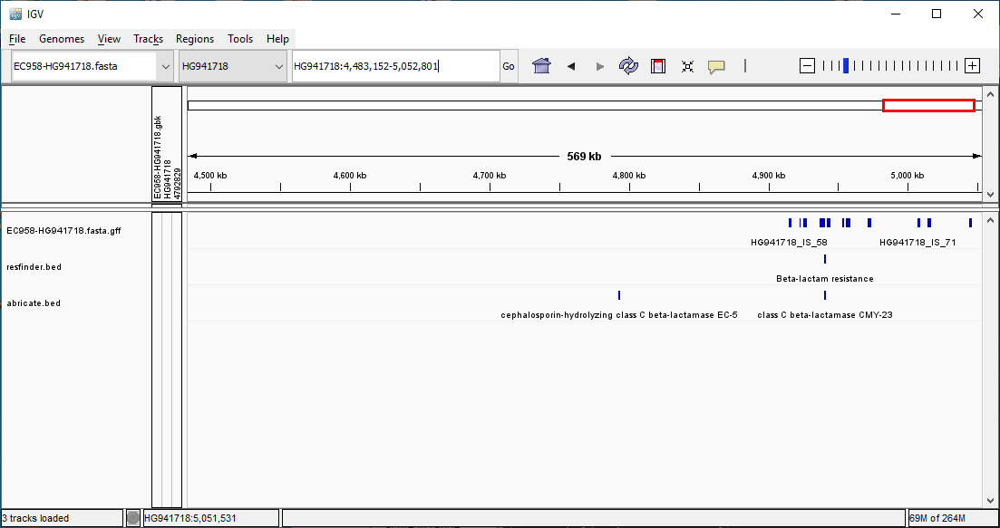 IGV
File Genomes View Tracks Regions Tools Help
EC958-HG941718.fasta HG941718 HG941718:4,483,152-5,052,801 Go
EC958-HG941718.gbk
HG941718
4792829
569 kb
4,500 kb 4,600 kb 4,700 kb 4,800 kb 4,900 kb 5,000 kb
EC958-HG941718.fasta.gff
HG941718_IS_58 HG941718_IS_71
resfinder.bed
Beta-lactam resistance
abricate.bed
cephalosporin-hydrolyzing class C beta-lactamase EC-5 class C beta-lactamase CMY-23
3 tracks loaded HG941718:5,051,531 69M of 264M